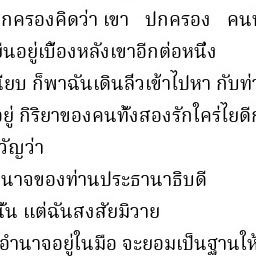 กครองคิดว่า เขา ปกครอง คน
นอยู่เบื้องหลังเขาอีกต่อหนึ่ง
ียบ ก็พาฉันเดินลิ่วเข้าไปหา กับท่
อยู่ กิริยาของคนทั้งสองรักใคร่ไยดี
วัญว่า
นาจของท่านประธานาธิบดี
นั้น แต่ฉันสงสัยมิวาย
อำนาจอยู่ในมือ จะยอมเป็นฐานให้